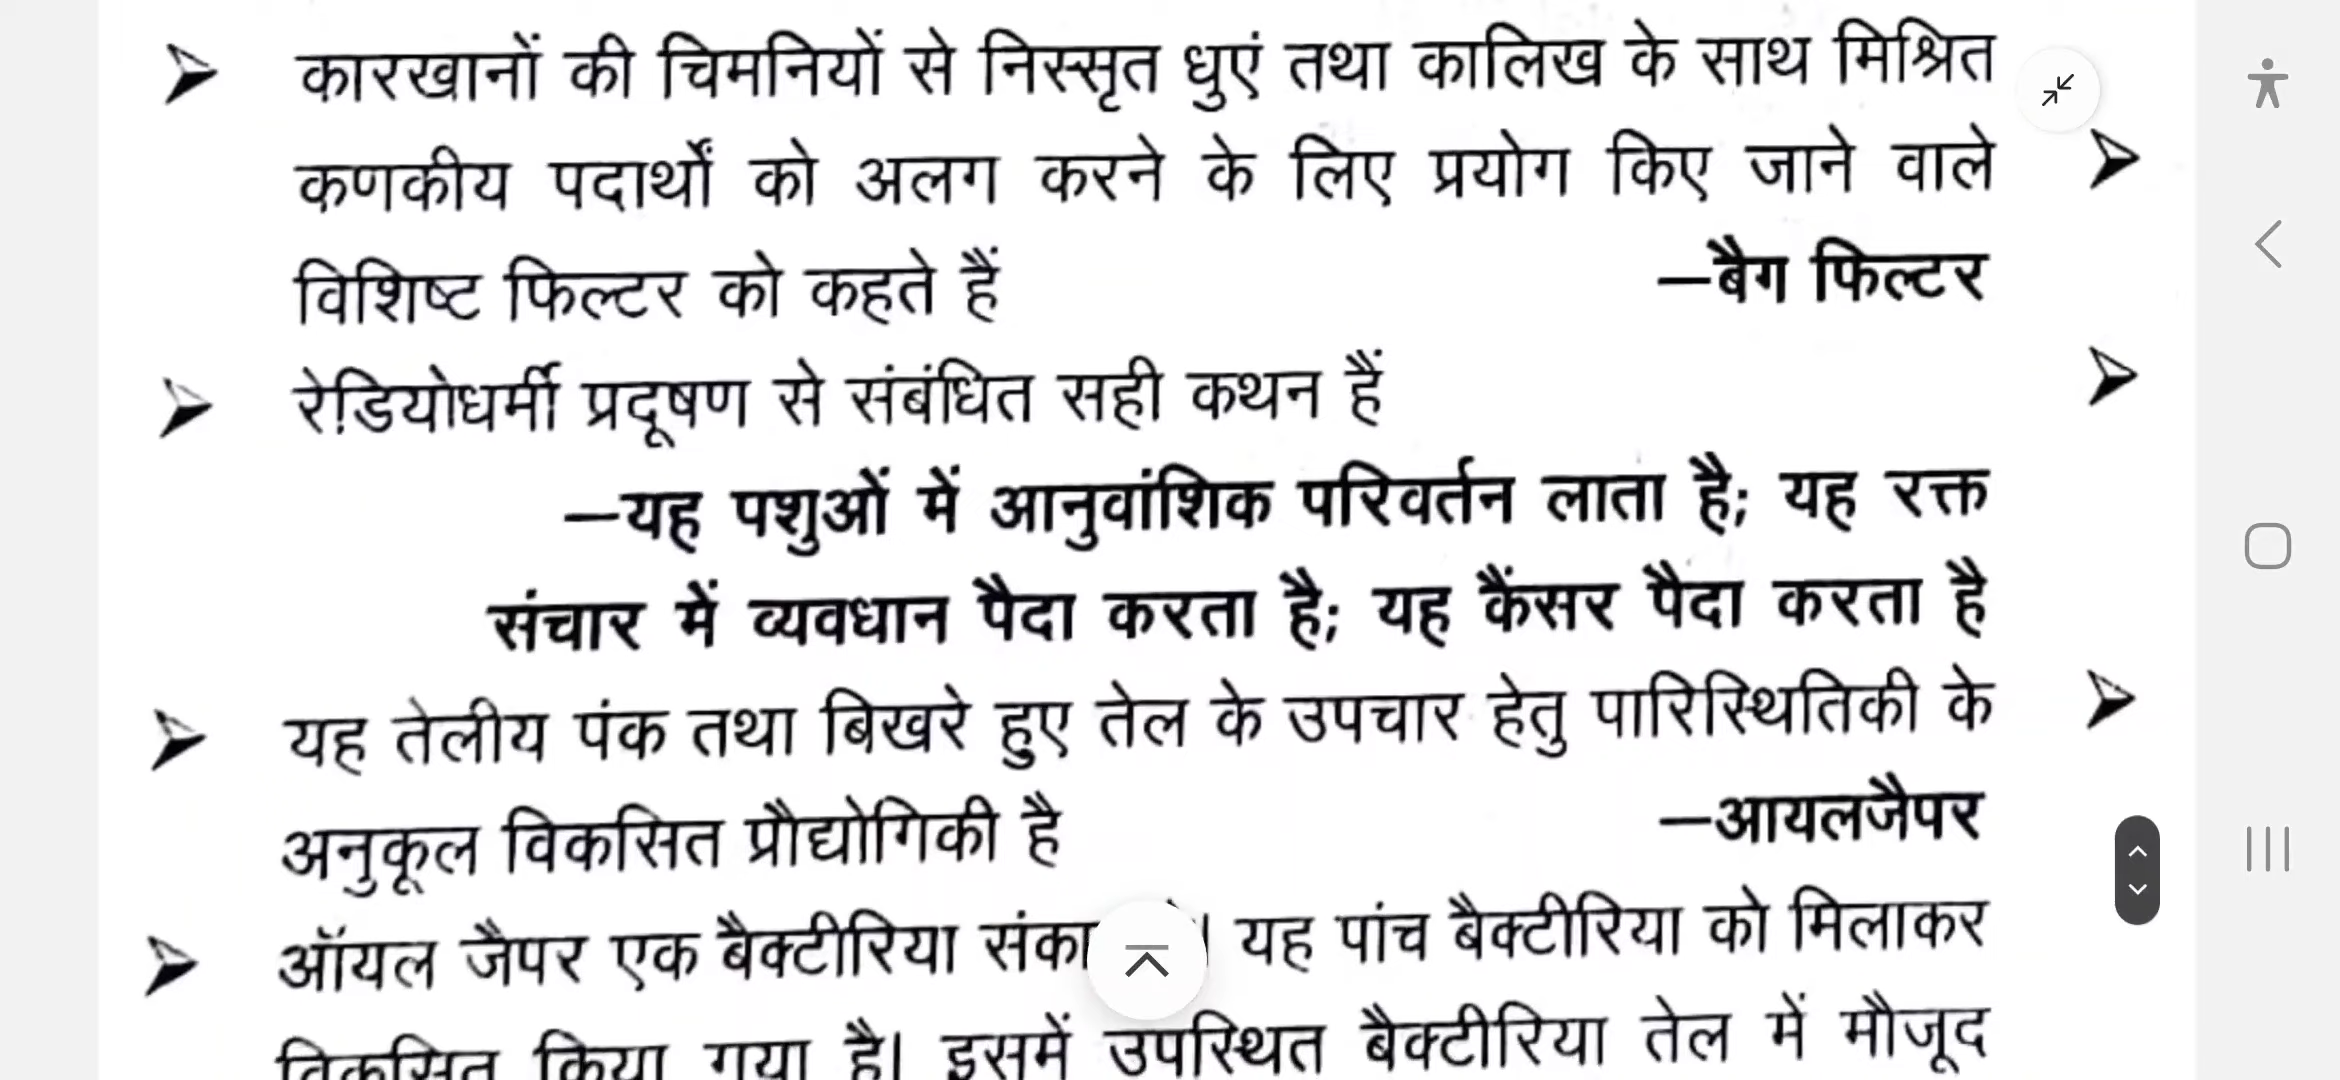 ➤ कारखानों की चिमनियों से निस्सृत धुएं तथा कालिख के साथ मिश्रित
कणकीय पदार्थों को अलग करने के लिए प्रयोग किए जाने वाले
विशिष्ट फिल्टर को कहते हैं —बैग फिल्टर
➤ रेडियोधर्मी प्रदूषण से संबंधित सही कथन हैं
—यह पशुओं में आनुवांशिक परिवर्तन लाता है; यह रक्त
संचार में व्यवधान पैदा करता है; यह कैंसर पैदा करता है
➤ यह तेलीय पंक तथा बिखरे हुए तेल के उपचार हेतु पारिस्थितिकी के
अनुकूल विकसित प्रौद्योगिकी है —आयलजैपर
➤ ऑयल जैपर एक बैक्टीरिया यह पांच बैक्टीरिया को मिलाकर
विकसित किया गया है। इसमें उपस्थित बैक्टीरिया तेल में मौजूद